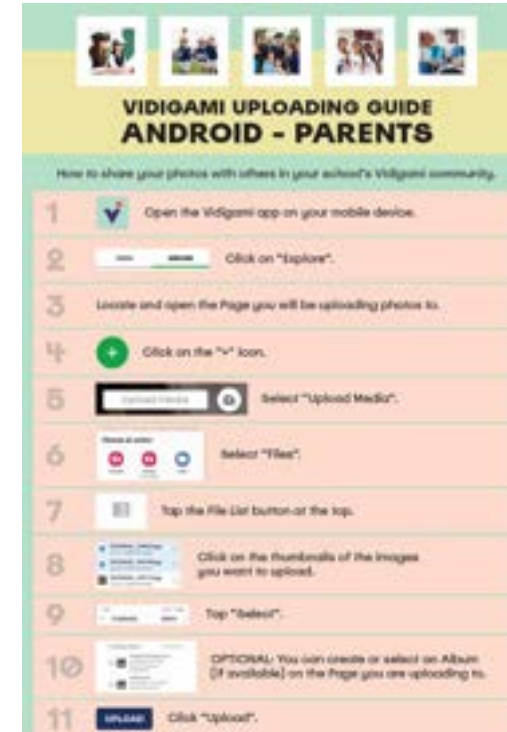 VIDIGAMI UPLOADING GUIDE
ANDROID - PARENTS
How to share your photos with others in your school's Vidigami community.
1 Open the Vidigami app on your mobile device.
2 Click on "Explore".
3 Locate and open the Page you will be uploading photos to.
4 Click on the "+" icon.
5 Upload Media Select "Upload Media".
6 Select "Files".
7 Tap the File List button at the top.
8 Click on the thumbnails of the images
you want to upload.
9 Tap "Select".
10 OPTIONAL: You can create or select an Album
(if available) on the Page you are uploading to.
11 UPLOAD Click "Upload".